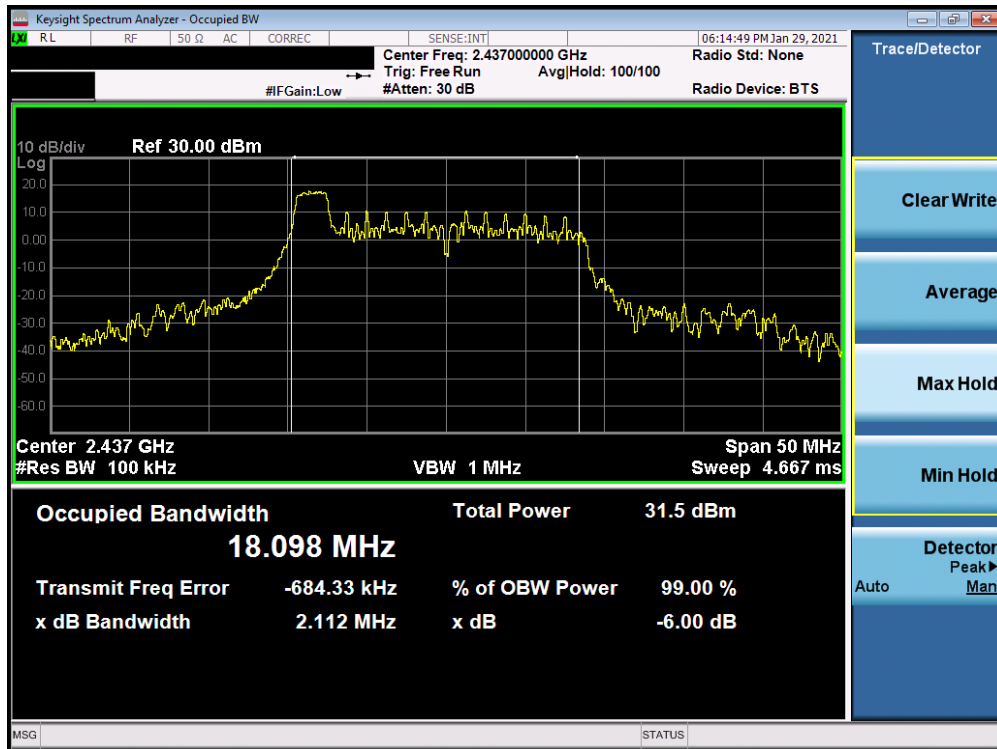 Keysight Spectrum Analyzer - Occupied BW
LXI RL RF 50 Ω AC CORREC SENSE:INT 06:14:49 PM Jan 29, 2021
Center Freq: 2.437000000 GHz Radio Std: None
Trig: Free Run Avg|Hold: 100/100
#IFGain:Low #Atten: 30 dB Radio Device: BTS
10 dB/div Ref 30.00 dBm
Log
20.0
10.0
0.00
-10.0
-20.0
-30.0
-40.0
-50.0
-60.0
Center 2.437 GHz Span 50 MHz
#Res BW 100 kHz VBW 1 MHz Sweep 4.667 ms
Occupied Bandwidth Total Power 31.5 dBm
18.098 MHz
Transmit Freq Error -684.33 kHz % of OBW Power 99.00 %
x dB Bandwidth 2.112 MHz x dB -6.00 dB
MSG STATUS
Trace/Detector
Clear Write
Average
Max Hold
Min Hold
Detector
Peak▶
Auto Man